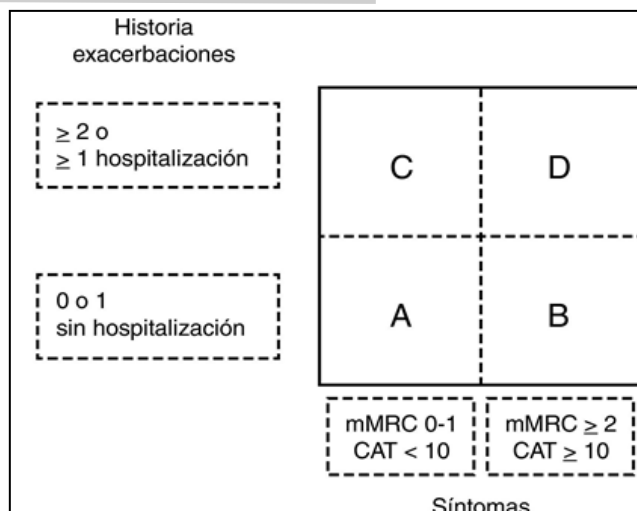 Historia
exacerbaciones
≥ 2 o
≥ 1 hospitalización
C
D
0 o 1
sin hospitalización
A
B
mMRC 0-1
CAT < 10
mMRC ≥ 2
CAT ≥ 10
Síntomas